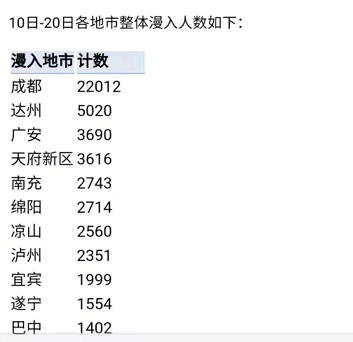 10日-20日各地市整体漫入人数如下：
漫入地市 计数
成都 22012
达州 5020
广安 3690
天府新区 3616
南充 2743
绵阳 2714
凉山 2560
泸州 2351
宜宾 1999
遂宁 1554
巴中 1402